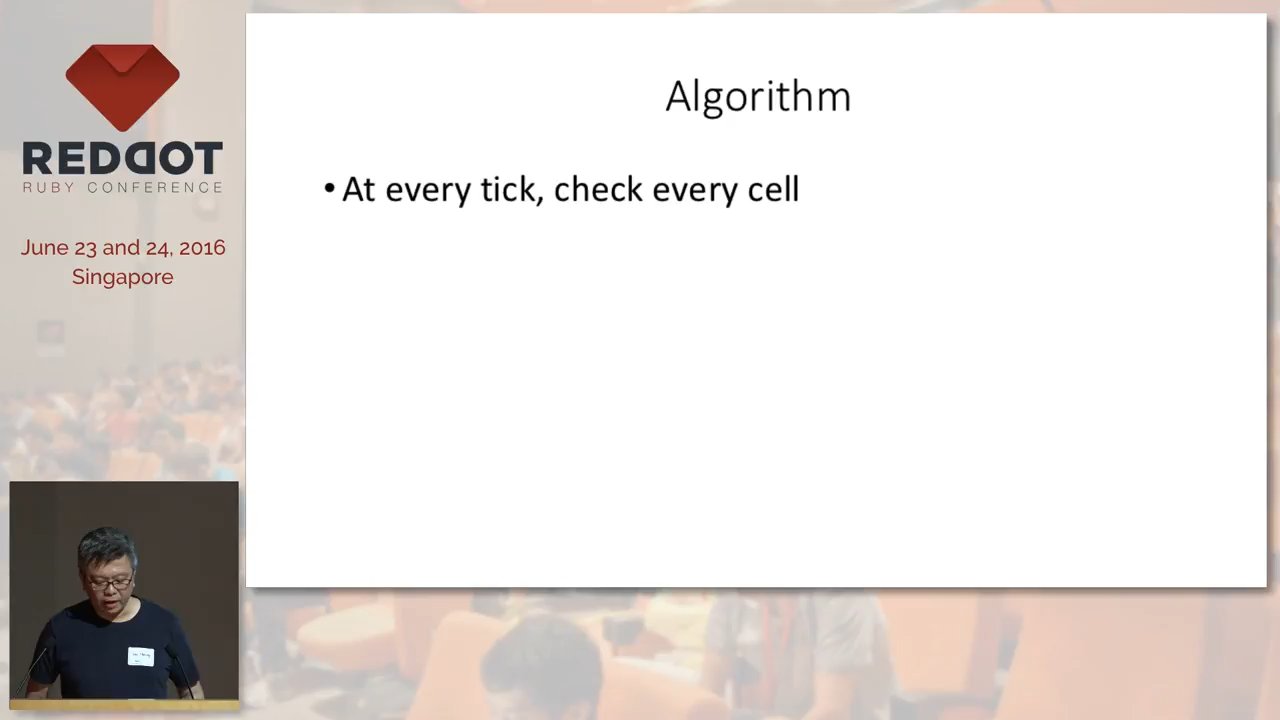 REDDOT
RUBY CONFERENCE
June 23 and 24, 2016
Singapore
Algorithm
• At every tick, check every cell